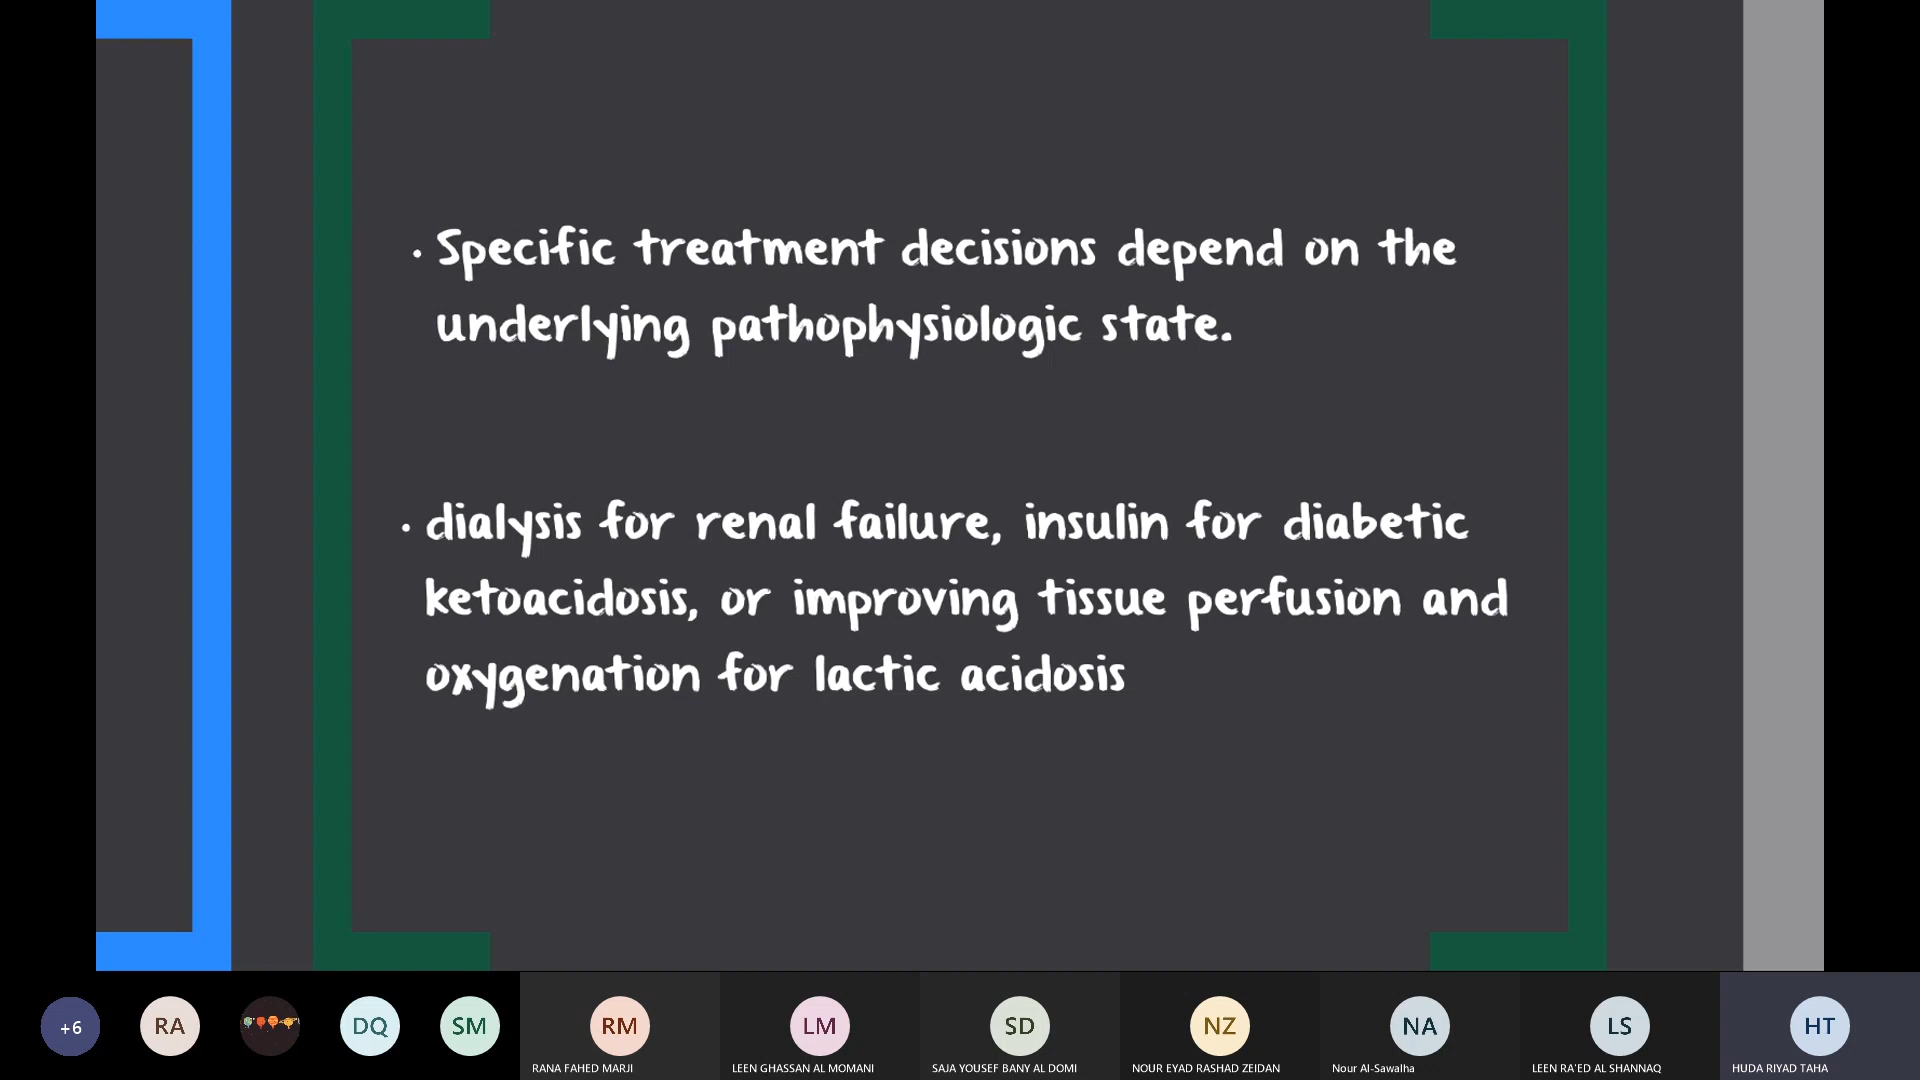 • Specific treatment decisions depend on the
underlying pathophysiologic state.
• dialysis for renal failure, insulin for diabetic
ketoacidosis, or improving tissue perfusion and
oxygenation for lactic acidosis
+6
RA
DQ
SM
RM
LM
SD
NZ
NA
LS
HT
RANA FAHED MARJI
LEEN GHASSAN AL MOMANI
SAJA YOUSEF BANY AL DOMI
NOUR EYAD RASHAD ZEIDAN
Nour Al-Sawalha
LEEN RA'ED AL SHANNAQ
HUDA RIYAD TAHA